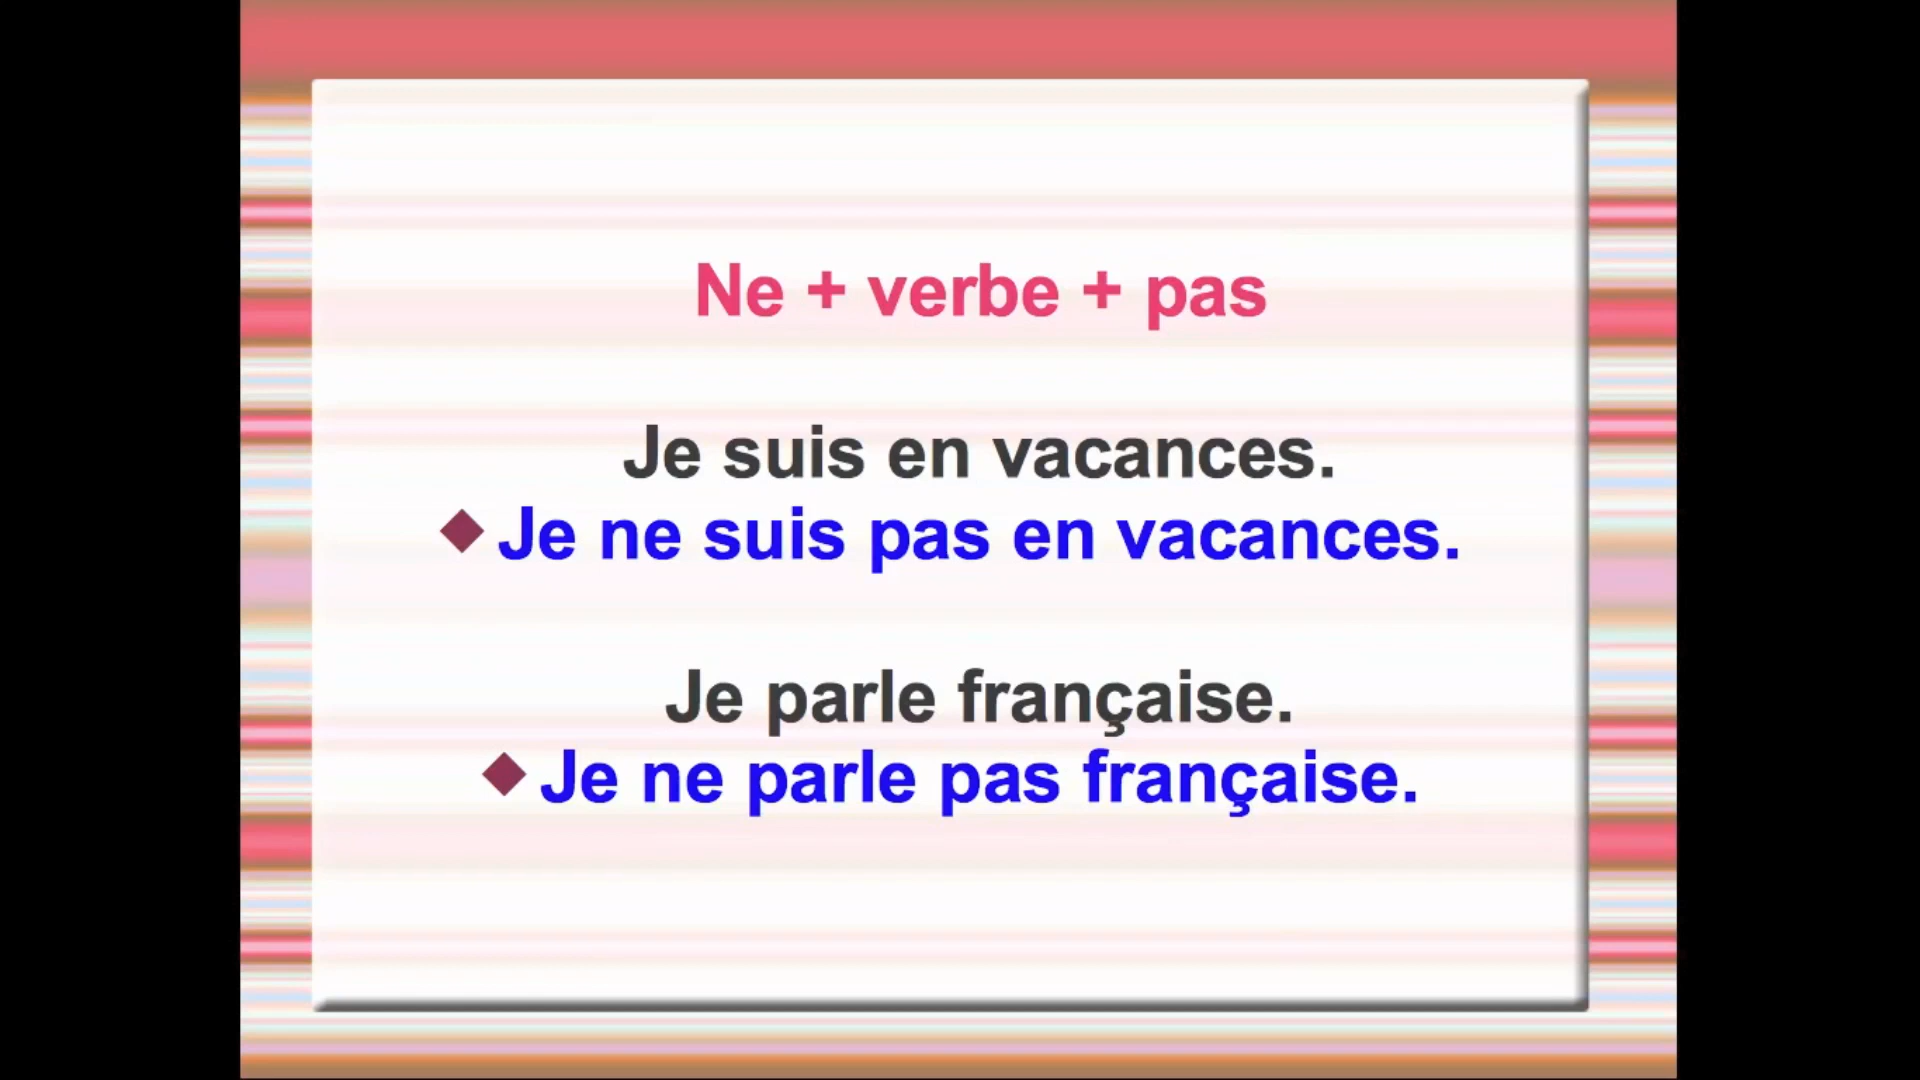 Ne + verbe + pas
Je suis en vacances.
Je ne suis pas en vacances.
Je parle française.
Je ne parle pas française.